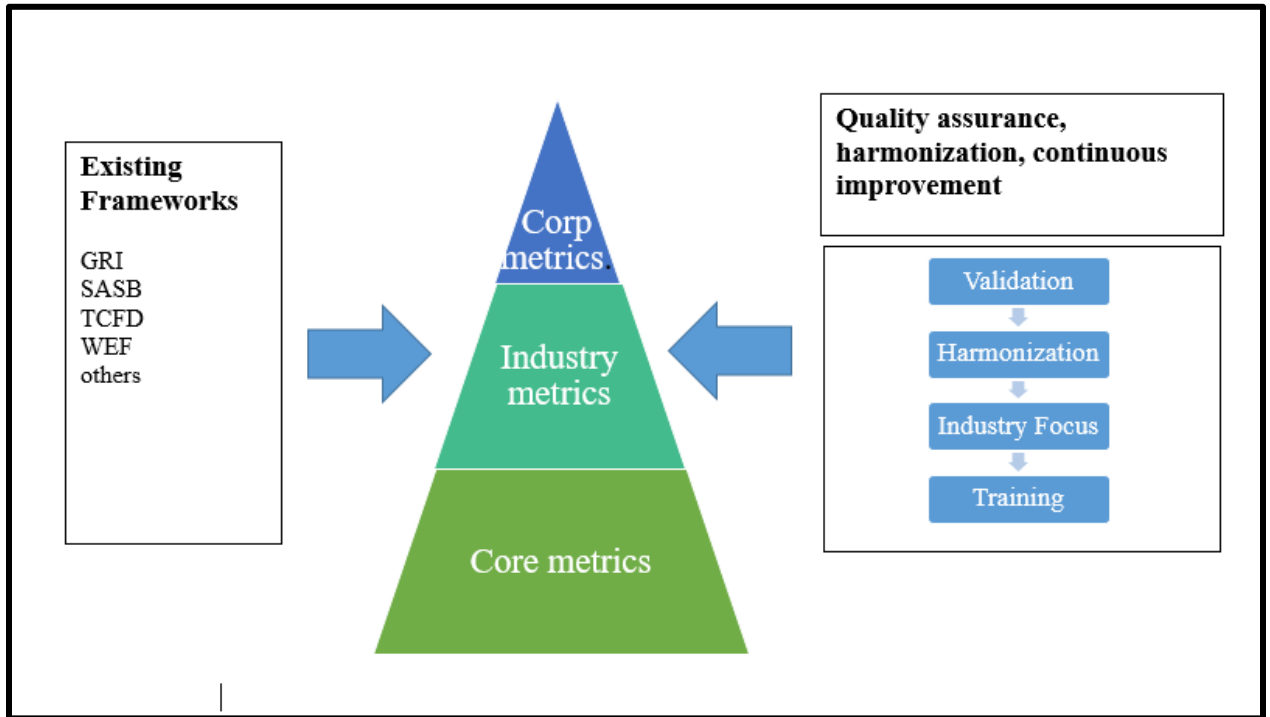 Existing
Frameworks
GRI
SASB
TCFD
WEF
others
Corp
metrics.
Industry
metrics
Core metrics
Quality assurance,
harmonization, continuous
improvement
Validation
Harmonization
Industry Focus
Training